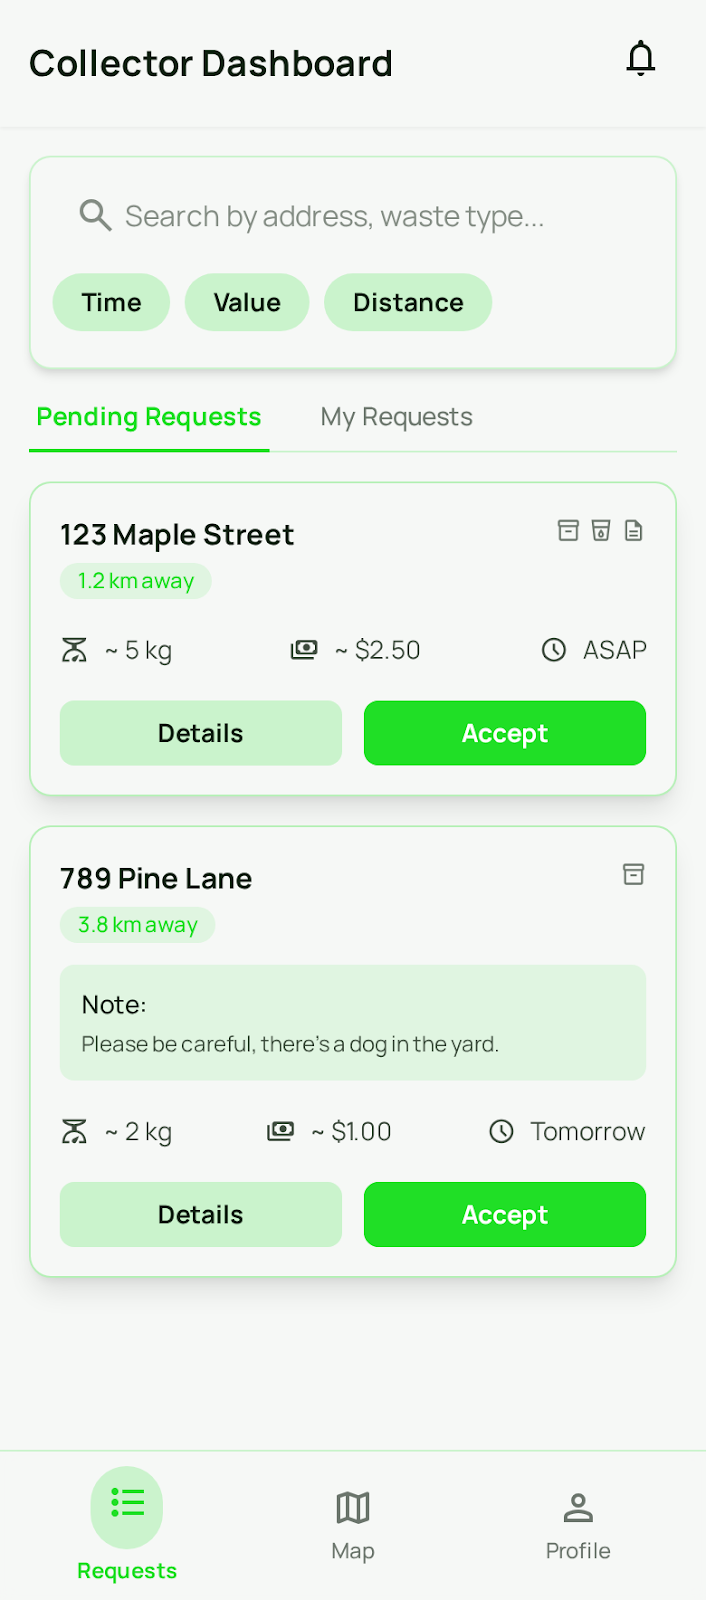 Collector Dashboard
Search by address, waste type...
Time
Value
Distance
Pending Requests
My Requests
123 Maple Street
1.2 km away
~ 5 kg
~ $2.50
ASAP
Details
Accept
789 Pine Lane
3.8 km away
Note:
Please be careful, there's a dog in the yard.
~ 2 kg
~ $1.00
Tomorrow
Details
Accept
Requests
Map
Profile